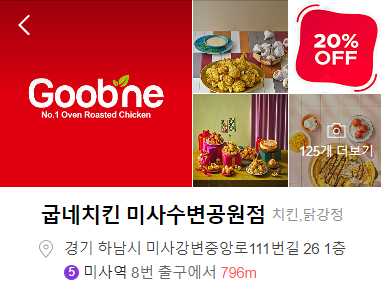 Goobne
No.1 Oven Roasted Chicken
20%
OFF
125개 더보기
굽네치킨 미사수변공원점 치킨,닭강정
경기 하남시 미사강변중앙로111번길 26 1층
5 미사역 8번 출구에서 796m